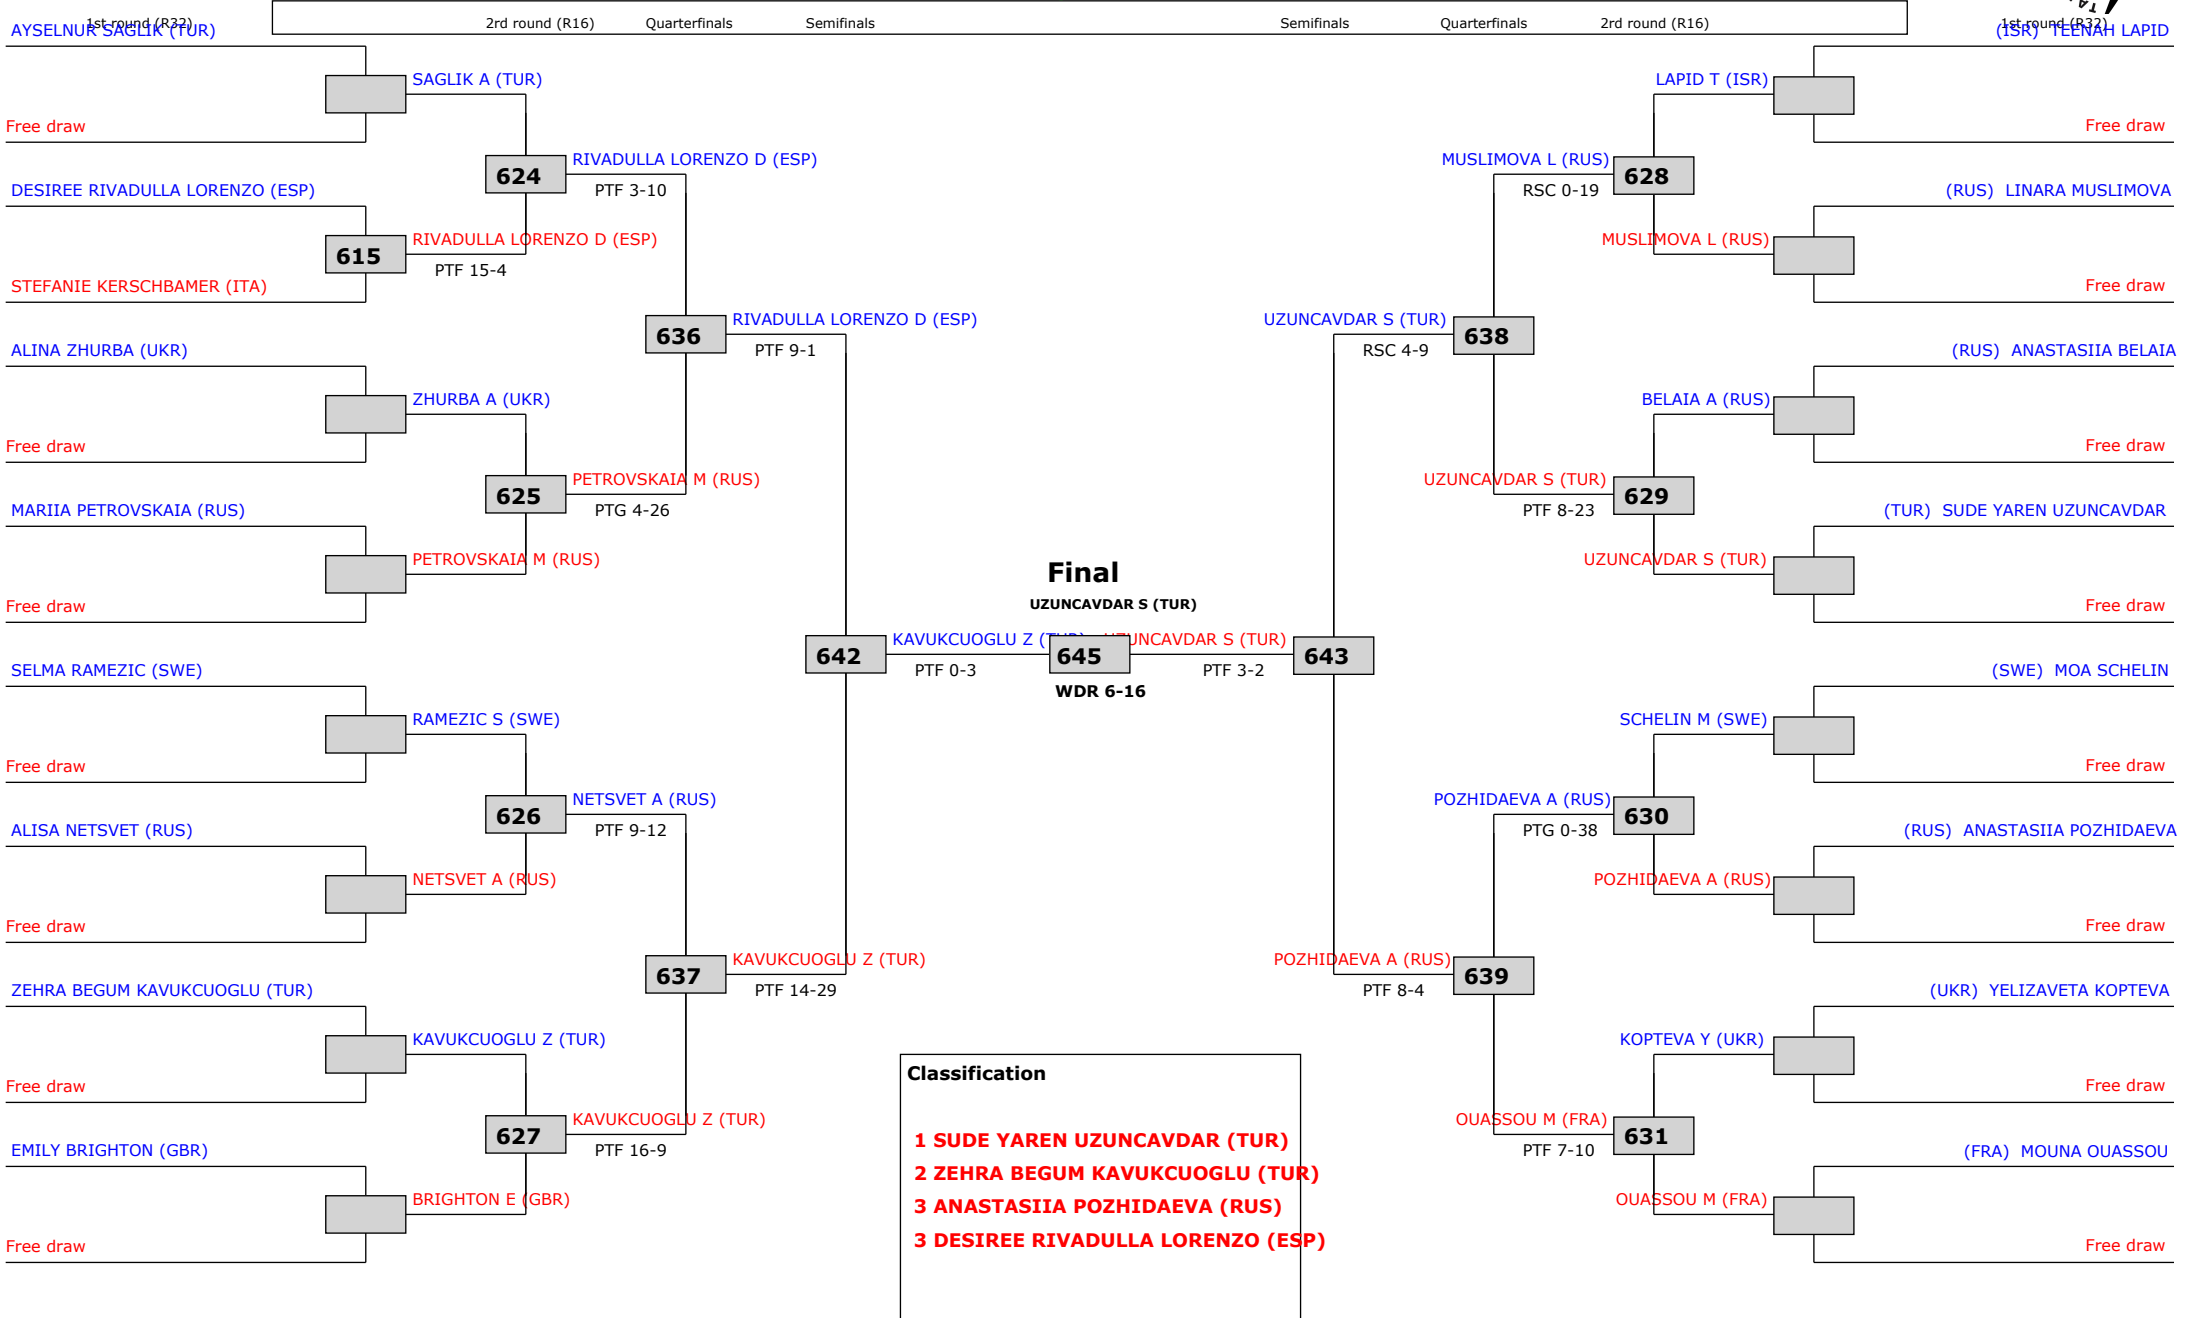 1st round (R32)
2rd round (R16)
Quarterfinals
Semifinals
Semifinals
Quarterfinals
2rd round (R16)
1st round (R32)
AYSELNUR SAGLIK (TUR)
Free draw
DESIREE RIVADULLA LORENZO (ESP)
STEFANIE KERSCHBAMER (ITA)
ALINA ZHURBA (UKR)
Free draw
MARIIA PETROVSKAIA (RUS)
Free draw
SELMA RAMEZIC (SWE)
Free draw
ALISA NETSVET (RUS)
Free draw
ZEHRA BEGUM KAVUKCUOGLU (TUR)
Free draw
EMILY BRIGHTON (GBR)
Free draw
SAGLIK A (TUR)
615
RIVADULLA LORENZO D (ESP)
PTF 15-4
ZHURBA A (UKR)
PETROVSKAIA M (RUS)
RAMEZIC S (SWE)
NETSVET A (RUS)
KAVUKCUOGLU Z (TUR)
BRIGHTON E (GBR)
624
RIVADULLA LORENZO D (ESP)
PTF 3-10
625
PETROVSKAIA M (RUS)
PTG 4-26
626
NETSVET A (RUS)
PTF 9-12
627
KAVUKCUOGLU Z (TUR)
PTF 16-9
636
RIVADULLA LORENZO D (ESP)
PTF 9-1
637
KAVUKCUOGLU Z (TUR)
PTF 14-29
Final
UZUNCAVDAR S (TUR)
642
KAVUKCUOGLU Z (TUR)
PTF 0-3
645
WDR 6-16
UZUNCAVDAR S (TUR)
PTF 3-2
643
UZUNCAVDAR S (TUR)
RSC 4-9
638
POZHIDAEVA A (RUS)
PTF 8-4
639
MUSLIMOVA L (RUS)
RSC 0-19
628
UZUNCAVDAR S (TUR)
PTF 8-23
629
POZHIDAEVA A (RUS)
PTG 0-38
630
OUASSOU M (FRA)
PTF 7-10
631
LAPID T (ISR)
MUSLIMOVA L (RUS)
BELAIA A (RUS)
UZUNCAVDAR S (TUR)
SCHELIN M (SWE)
POZHIDAEVA A (RUS)
KOPTEVA Y (UKR)
OUASSOU M (FRA)
(ISR) TEENAH LAPID
Free draw
(RUS) LINARA MUSLIMOVA
Free draw
(RUS) ANASTASIIA BELAIA
Free draw
(TUR) SUDE YAREN UZUNCAVDAR
Free draw
(SWE) MOA SCHELIN
Free draw
(RUS) ANASTASIIA POZHIDAEVA
Free draw
(UKR) YELIZAVETA KOPTEVA
Free draw
(FRA) MOUNA OUASSOU
Free draw
Classification
1 SUDE YAREN UZUNCAVDAR (TUR)
2 ZEHRA BEGUM KAVUKCUOGLU (TUR)
3 ANASTASIIA POZHIDAEVA (RUS)
3 DESIREE RIVADULLA LORENZO (ESP)